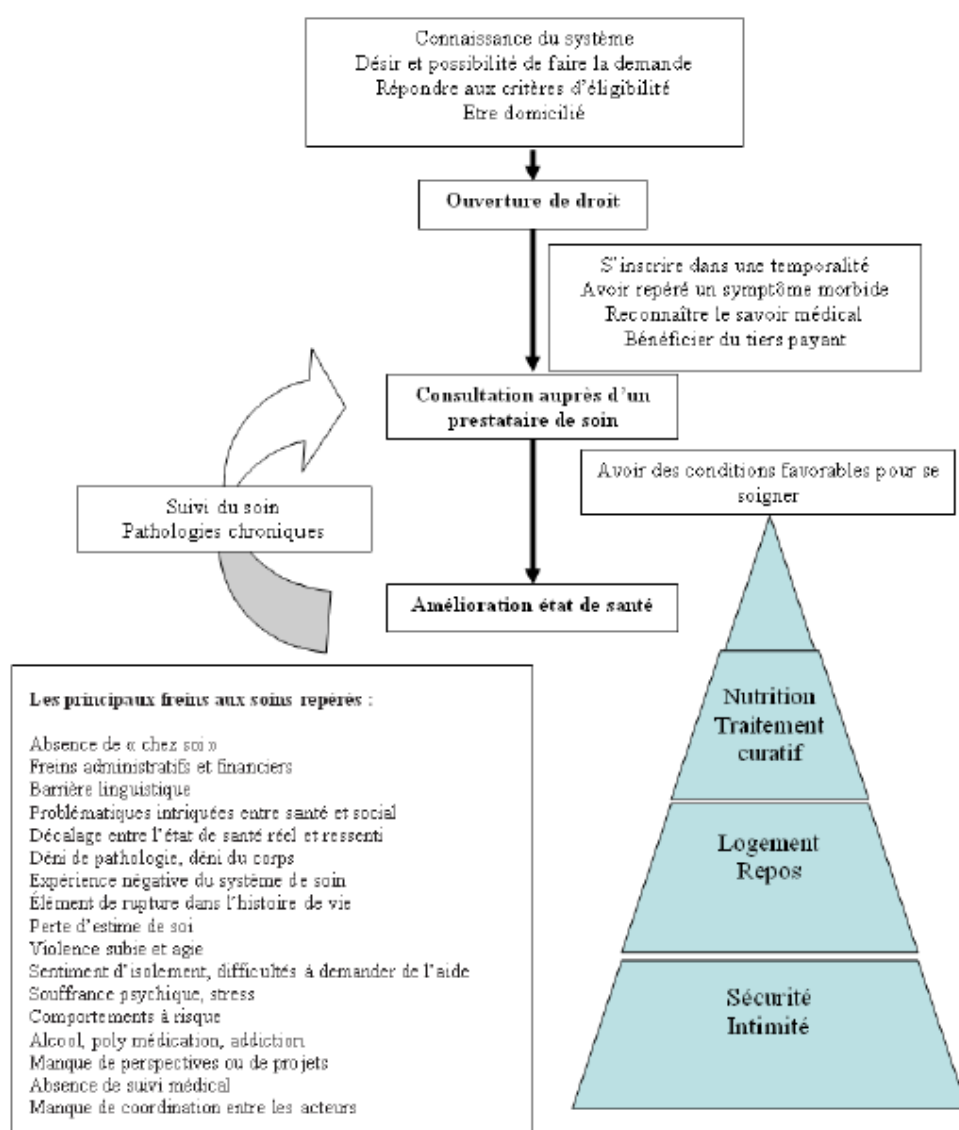 Connaissance du système
Désir et possibilité de faire la demande
Répondre aux critères d'éligibilité
Etre domicilié
Ouverture de droit
S'inscrire dans une temporalité
Avoir repéré un symptôme morbide
Reconnaître le savoir médical
Bénéficier du tiers payant
Consultation auprès d'un
prestataire de soin
Avoir des conditions favorables pour se
soigner
Suivi du soin
Pathologies chroniques
Amélioration état de santé
Les principaux freins aux soins repérés :
Absence de « chez soi »
Freins administratifs et financiers
Barrière linguistique
Problématiques intriquées entre santé et social
Décalage entre l'état de santé réel et ressenti
Déni de pathologie, déni du corps
Expérience négative du système de soin
Élément de rupture dans l'histoire de vie
Perte d'estime de soi
Violence subie et agie
Sentiment d'isolement, difficultés à demander de l'aide
Souffrance psychique, stress
Comportements à risque
Alcool, poly médication, addiction
Manque de perspectives ou de projets
Absence de suivi médical
Manque de coordination entre les acteurs
Nutrition
Traitement
curatif
Logement
Repos
Sécurité
Intimité